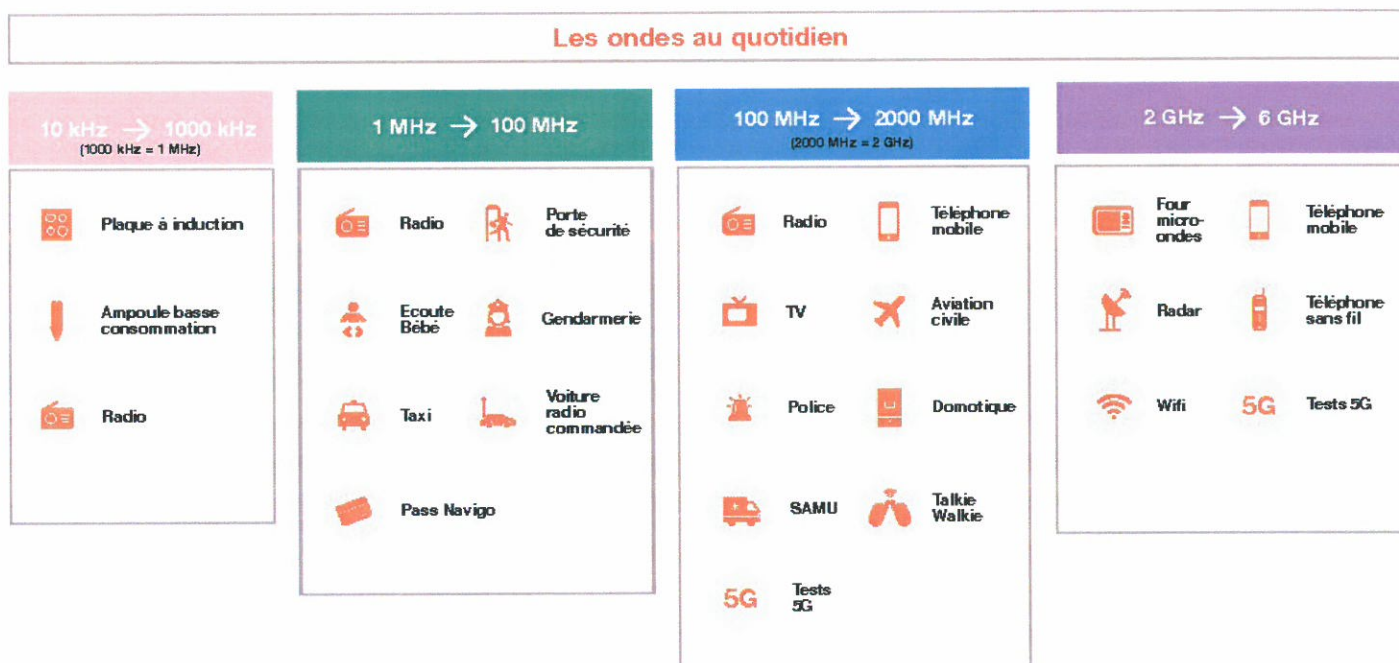 Les ondes au quotidien
10 kHz → 1000 kHz
(1000 kHz = 1 MHz)
Plaque à induction
Ampoule basse
consommation
Radio
1 MHz → 100 MHz
Radio
Porte
de sécurité
Ecoute
Bébé
Gendarmerie
Taxi
Voiture
radio
commandée
Pass Navigo
100 MHz → 2000 MHz
(2000 MHz = 2 GHz)
Radio
Téléphone
mobile
TV
Aviation
civile
Police
Domotique
SAMU
Talkie
Walkie
5G
Tests
5G
2 GHz → 6 GHz
Four
micro-
ondes
Téléphone
mobile
Radar
Téléphone
sans fil
Wifi
5G
Tests 5G